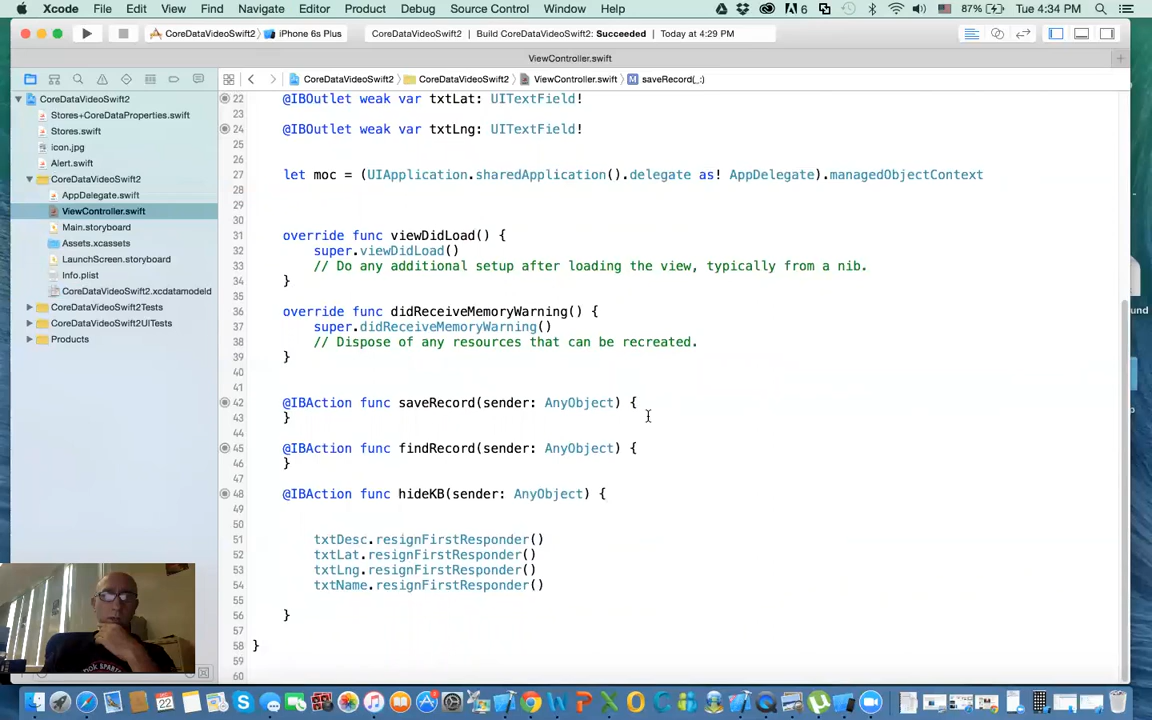 Xcode File Edit View Find Navigate Editor Product Debug Source Control Window Help
6 87% Tue 4:34 PM
CoreDataVideoSwift2 iPhone 6s Plus CoreDataVideoSwift2 | Build CoreDataVideoSwift2: Succeeded | Today at 4:29 PM
ViewController.swift
CoreDataVideoSwift2 CoreDataVideoSwift2 ViewController.swift M saveRecord(_:)
CoreDataVideoSwift2
Stores+CoreDataProperties.swift
Stores.swift
icon.jpg
Alert.swift
CoreDataVideoSwift2
AppDelegate.swift
ViewController.swift
Main.storyboard
Assets.xcassets
LaunchScreen.storyboard
Info.plist
CoreDataVideoSwift2.xcdatamodeld
CoreDataVideoSwift2Tests
CoreDataVideoSwift2UITests
Products
22 @IBOutlet weak var txtLat: UITextField!
23
24 @IBOutlet weak var txtLng: UITextField!
25
26
27 let moc = (UIApplication.sharedApplication().delegate as! AppDelegate).managedObjectContext
28
29
30
31 override func viewDidLoad() {
32 super.viewDidLoad()
33 // Do any additional setup after loading the view, typically from a nib.
34 }
35
36 override func didReceiveMemoryWarning() {
37 super.didReceiveMemoryWarning()
38 // Dispose of any resources that can be recreated.
39 }
40
41
42 @IBAction func saveRecord(sender: AnyObject) {
43 }
44
45 @IBAction func findRecord(sender: AnyObject) {
46 }
47
48 @IBAction func hideKB(sender: AnyObject) {
49
50
51 txtDesc.resignFirstResponder()
52 txtLat.resignFirstResponder()
53 txtLng.resignFirstResponder()
54 txtName.resignFirstResponder()
55
56 }
57
58 }
59
60
ound